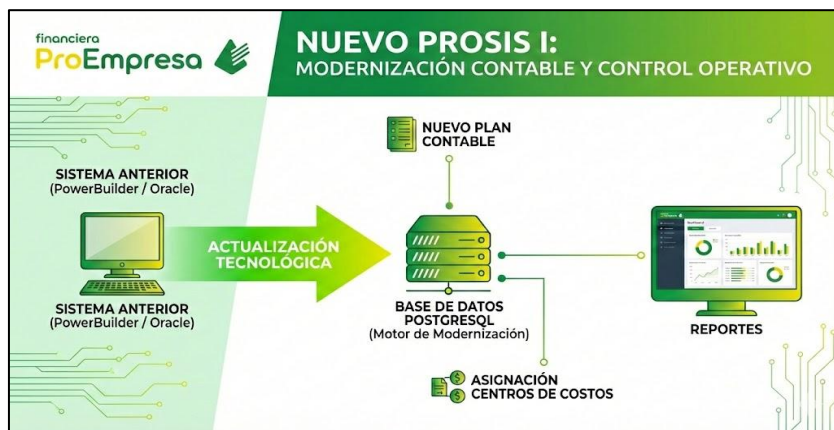 financiera
ProEmpresa
NUEVO PROSIS I:
MODERNIZACIÓN CONTABLE Y CONTROL OPERATIVO
SISTEMA ANTERIOR
(PowerBuilder / Oracle)
SISTEMA ANTERIOR
(PowerBuilder / Oracle)
ACTUALIZACIÓN
TECNOLÓGICA
NUEVO PLAN
CONTABLE
BASE DE DATOS
POSTGRESQL
(Motor de Modernización)
ASIGNACIÓN
CENTROS DE COSTOS
REPORTES